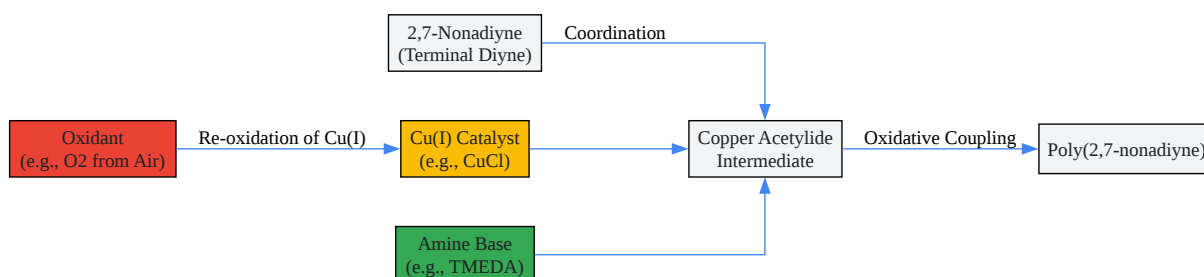 2,7-Nonadiyne
(Terminal Diyne)
Coordination
Oxidant
(e.g., O2 from Air)
Re-oxidation of Cu(I)
Cu(I) Catalyst
(e.g., CuCl)
Copper Acetylide
Intermediate
Oxidative Coupling
Poly(2,7-nonadiyne)
Amine Base
(e.g., TMEDA)